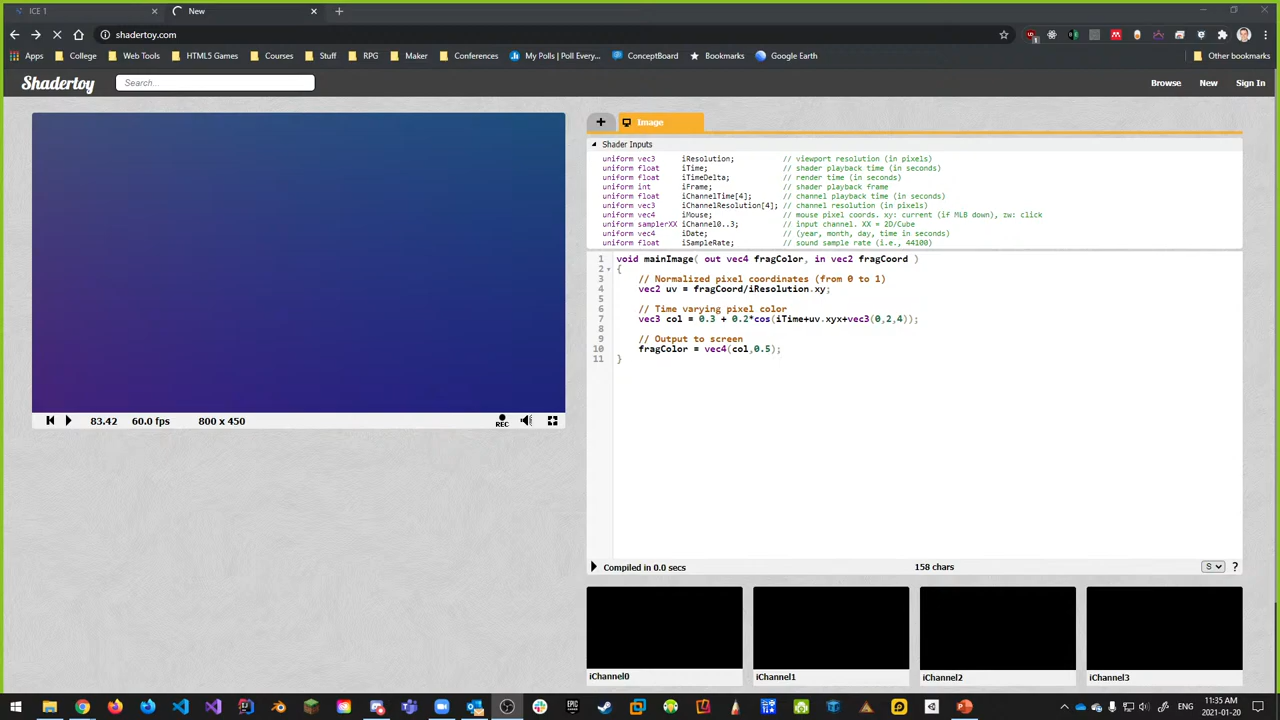 ICE 1
New
shadertoy.com
Apps College Web Tools HTML5 Games Courses Stuff RPG Maker Conferences My Polls | Poll Every... ConceptBoard Bookmarks Google Earth Other bookmarks
Shadertoy Search... Browse New Sign In
+ Image
Shader Inputs
uniform vec3 iResolution; // viewport resolution (in pixels)
uniform float iTime; // shader playback time (in seconds)
uniform float iTimeDelta; // render time (in seconds)
uniform int iFrame; // shader playback frame
uniform float iChannelTime[4]; // channel playback time (in seconds)
uniform vec3 iChannelResolution[4]; // channel resolution (in pixels)
uniform vec4 iMouse; // mouse pixel coords. xy: current (if MLB down), zw: click
uniform samplerXX iChannel0..3; // input channel. XX = 2D/Cube
uniform vec4 iDate; // (year, month, day, time in seconds)
uniform float iSampleRate; // sound sample rate (i.e., 44100)
1 void mainImage( out vec4 fragColor, in vec2 fragCoord )
2 {
3 // Normalized pixel coordinates (from 0 to 1)
4 vec2 uv = fragCoord/iResolution.xy;
5
6 // Time varying pixel color
7 vec3 col = 0.3 + 0.2*cos(iTime+uv.xyx+vec3(0,2,4));
8
9 // Output to screen
10 fragColor = vec4(col,0.5);
11 }
83.42 60.0 fps 800 x 450 REC
Compiled in 0.0 secs 158 chars S ?
iChannel0 iChannel1 iChannel2 iChannel3
ENG
11:35 AM
2021-01-20